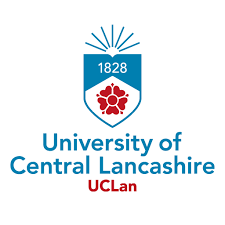 1828
University of
Central Lancashire
UCLan